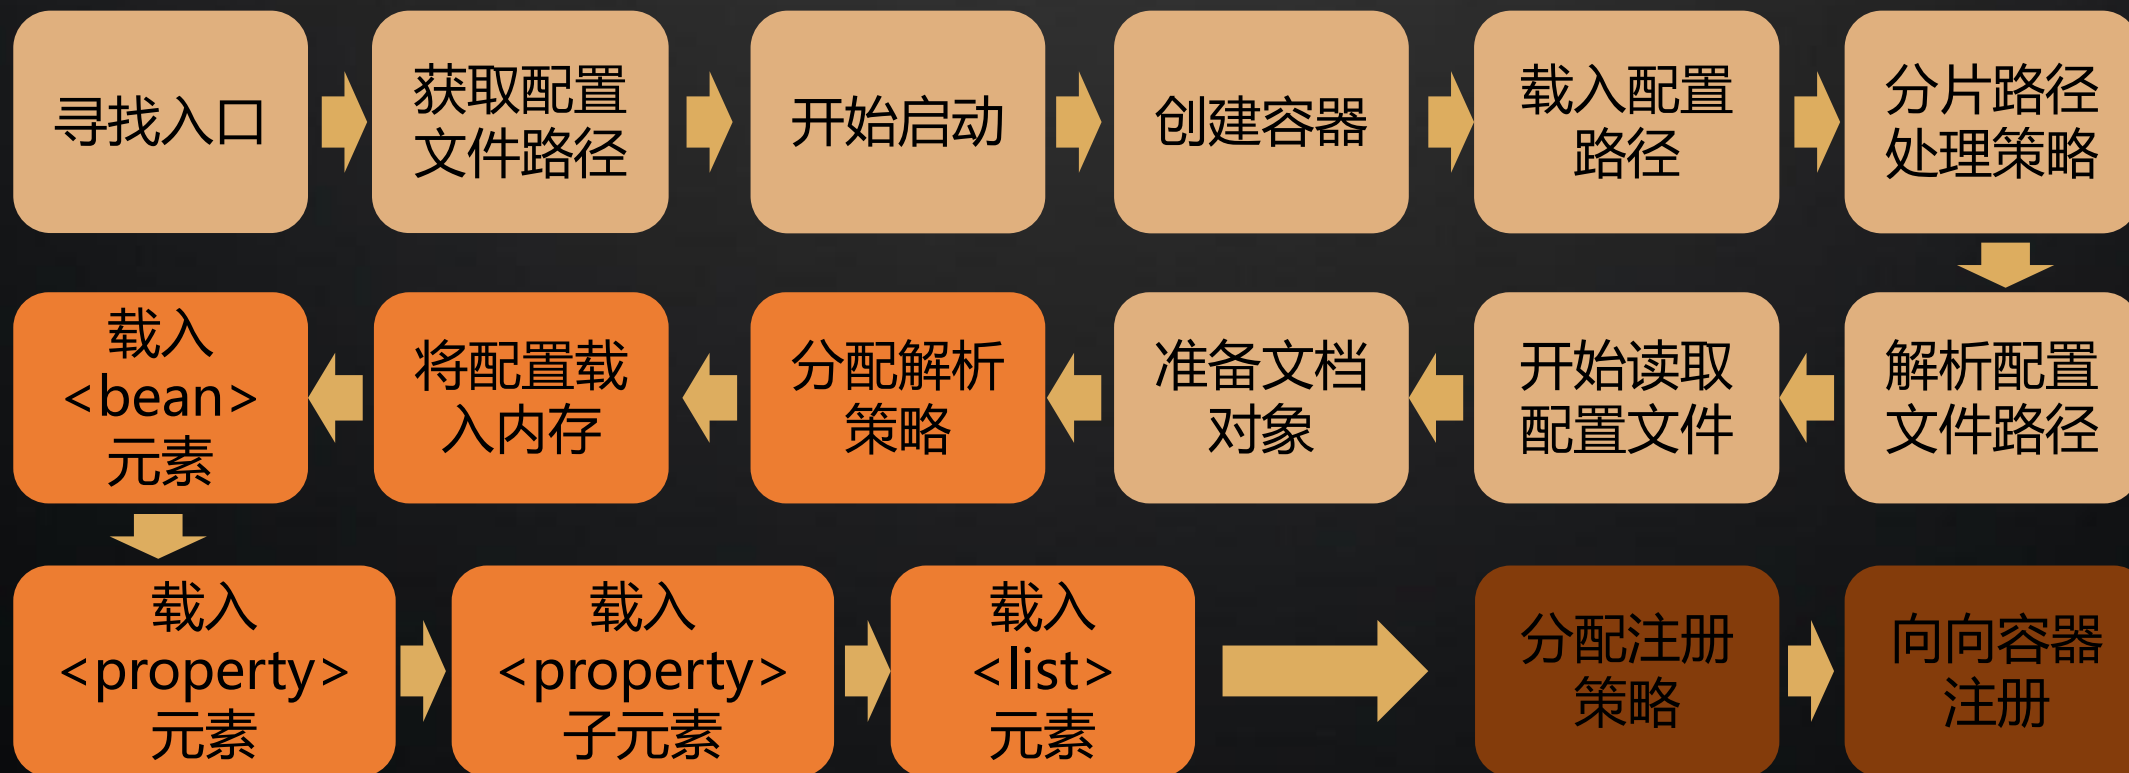 寻找入口
获取配置
文件路径
开始启动
创建容器
载入配置
路径
分片路径
处理策略
解析配置
文件路径
开始读取
配置文件
准备文档
对象
分配解析
策略
将配置载
入内存
载入
<bean>
元素
载入
<property>
元素
载入
<property>
子元素
载入
<list>
元素
分配注册
策略
向向容器
注册